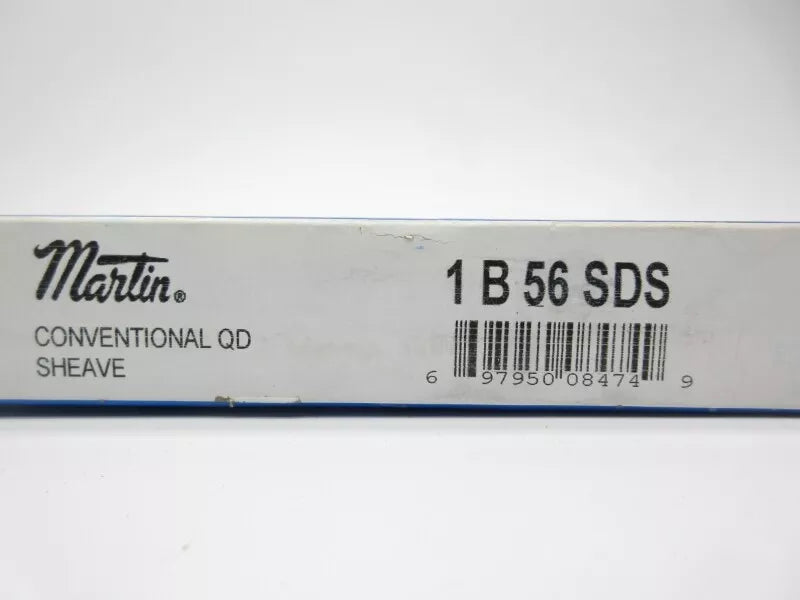 Martin®
CONVENTIONAL QD
SHEAVE
1 B 56 SDS
6 97950 08474 9